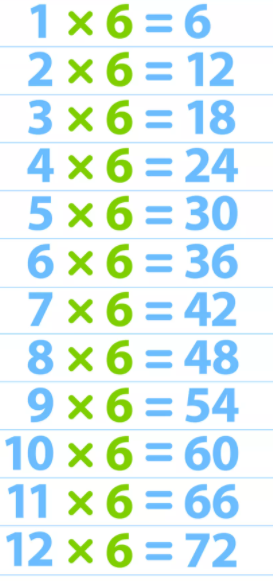 1 × 6 = 6
2 × 6 = 12
3 × 6 = 18
4 × 6 = 24
5 × 6 = 30
6 × 6 = 36
7 × 6 = 42
8 × 6 = 48
9 × 6 = 54
10 × 6 = 60
11 × 6 = 66
12 × 6 = 72